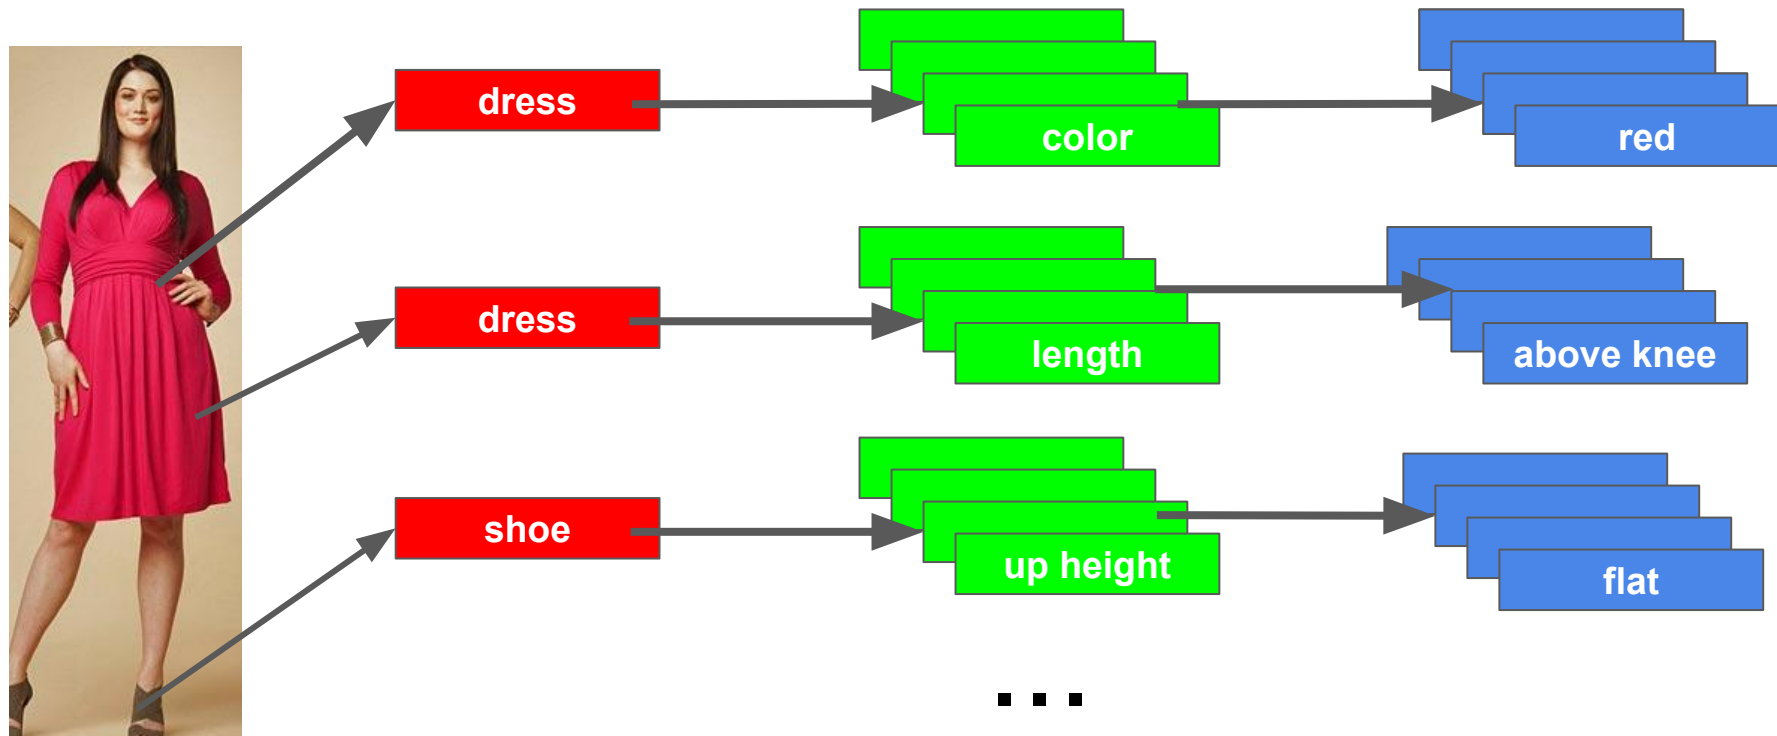 dress
color
red
dress
length
above knee
shoe
up height
flat
...